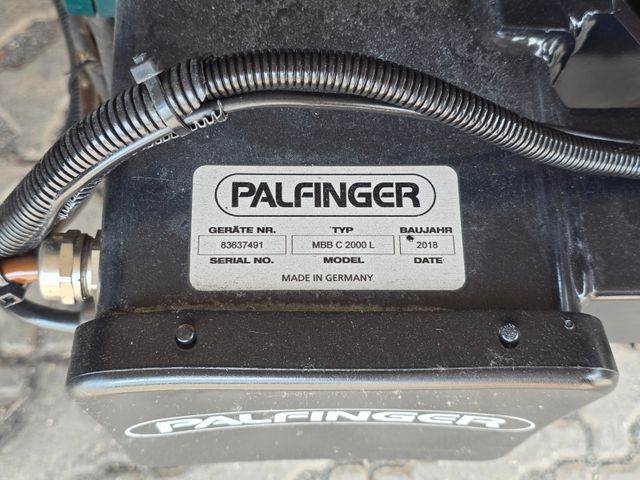 PALFINGER
GERÄTE NR. TYP BAUJAHR
83637491 MBB C 2000 L 2018
SERIAL NO. MODEL DATE
MADE IN GERMANY
PALFINGER